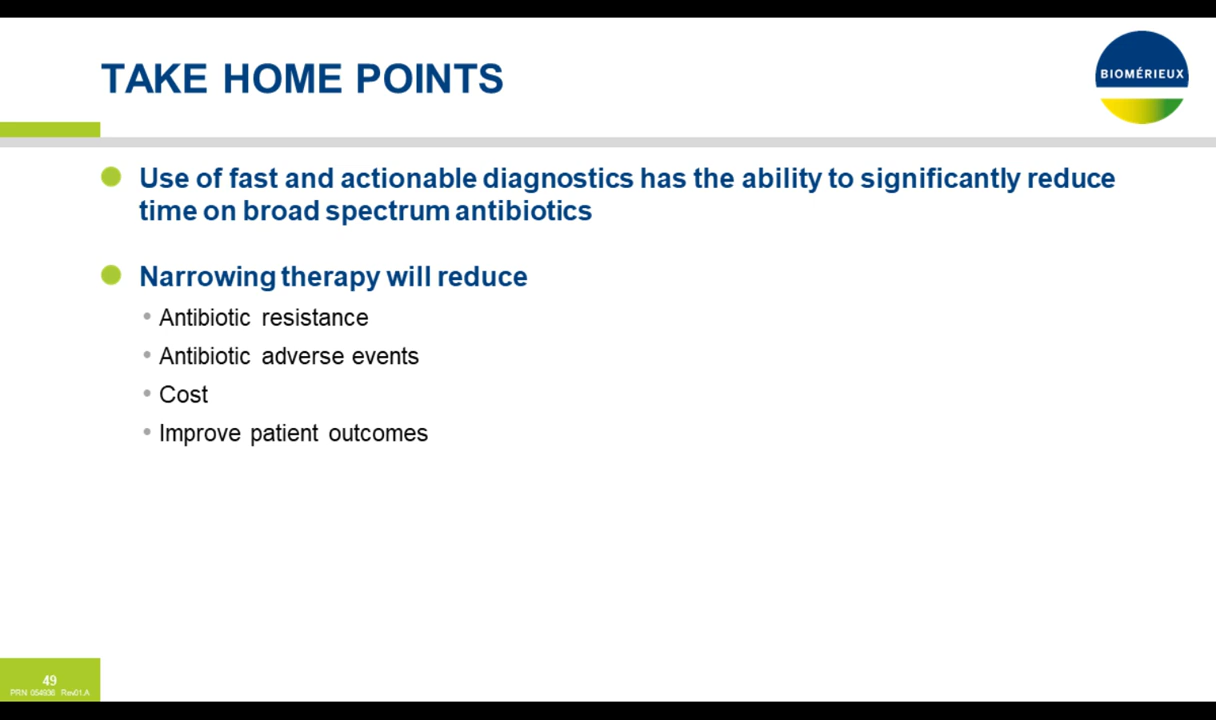 TAKE HOME POINTS
BIOMÉRIEUX
Use of fast and actionable diagnostics has the ability to significantly reduce
time on broad spectrum antibiotics
Narrowing therapy will reduce
Antibiotic resistance
Antibiotic adverse events
Cost
Improve patient outcomes
49
PRN 054936 Rev01.A